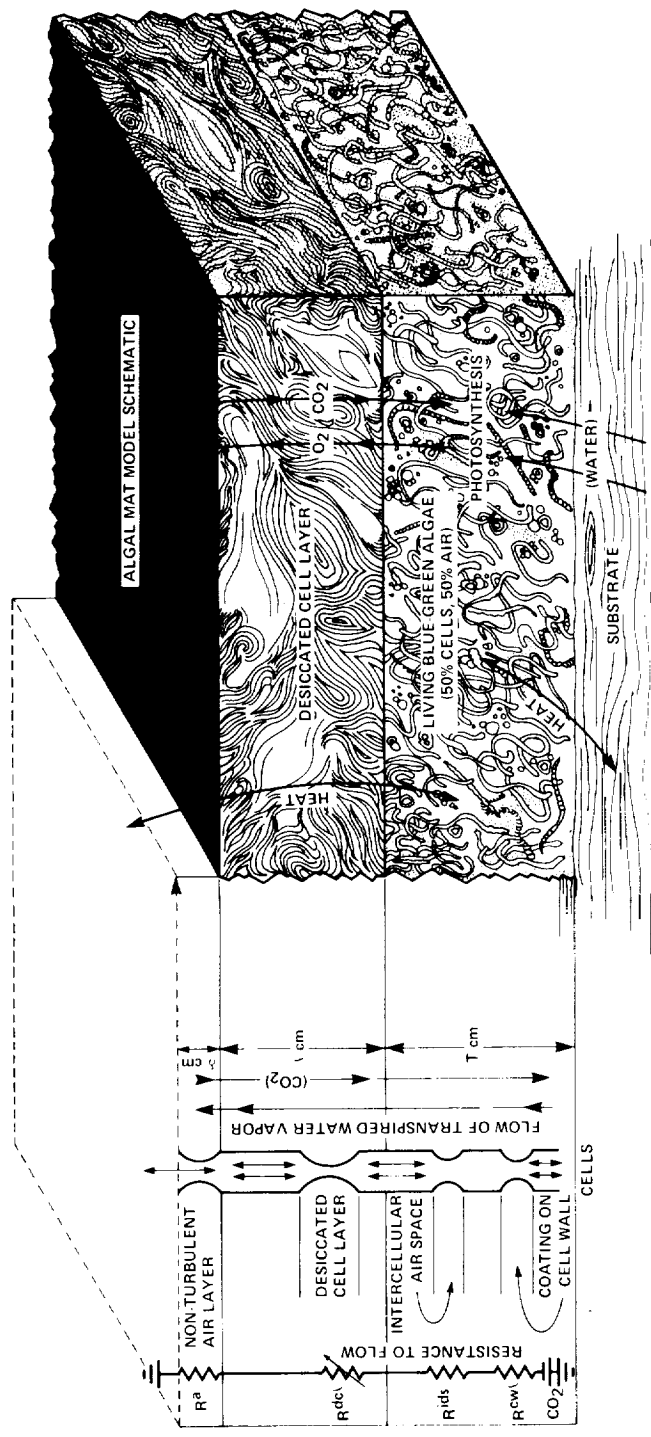 ALGAL MAT MODEL SCHEMATIC
NON-TURBULENT
AIR LAYER
DESICCATED
CELL LAYER
INTERCELLULAR
AIR SPACE
COATING ON
CELL WALL
CELLS
RESISTANCE TO FLOW
R^a
R^ids
CO₂
FLOW OF TRANSPIRED WATER VAPOR
(CO₂)
cm
cm
T cm
HEAT
DESICCATED CELL LAYER
O₂
CO₂
LIVING BLUE GREEN ALGAE
(50% CELLS, 50% AIR)
PHOTOSYNTHESIS
HEAT
(WATER)
SUBSTRATE